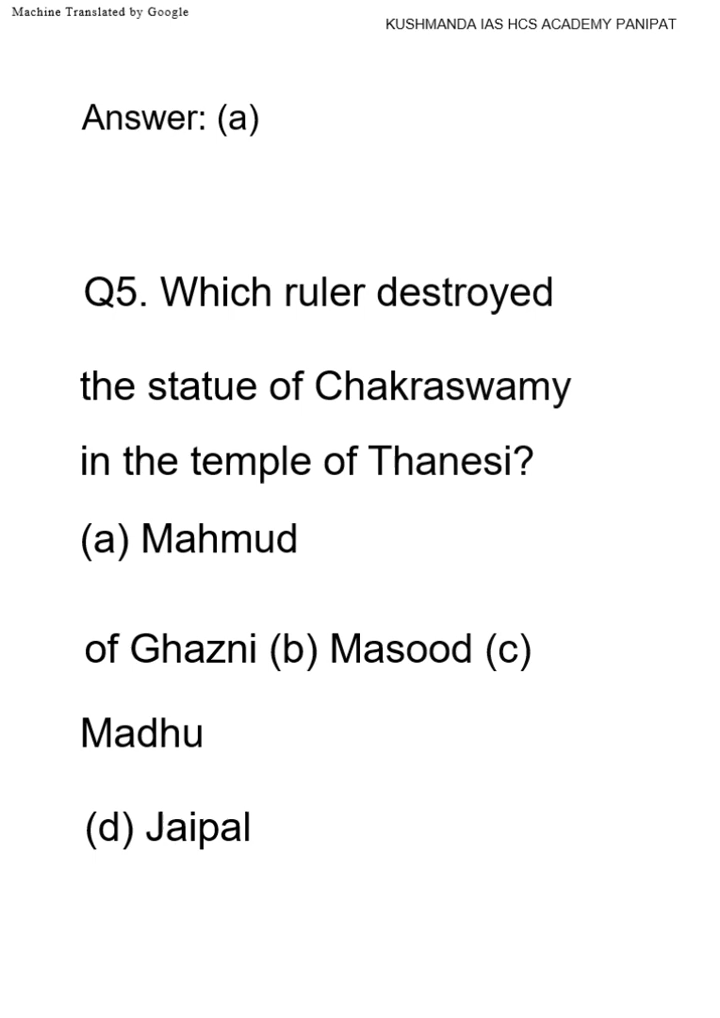 Machine Translated by Google
KUSHMANDA IAS HCS ACADEMY PANIPAT
Answer: (a)
Q5. Which ruler destroyed
the statue of Chakraswamy
in the temple of Thanesi?
(a) Mahmud
of Ghazni (b) Masood (c)
Madhu
(d) Jaipal